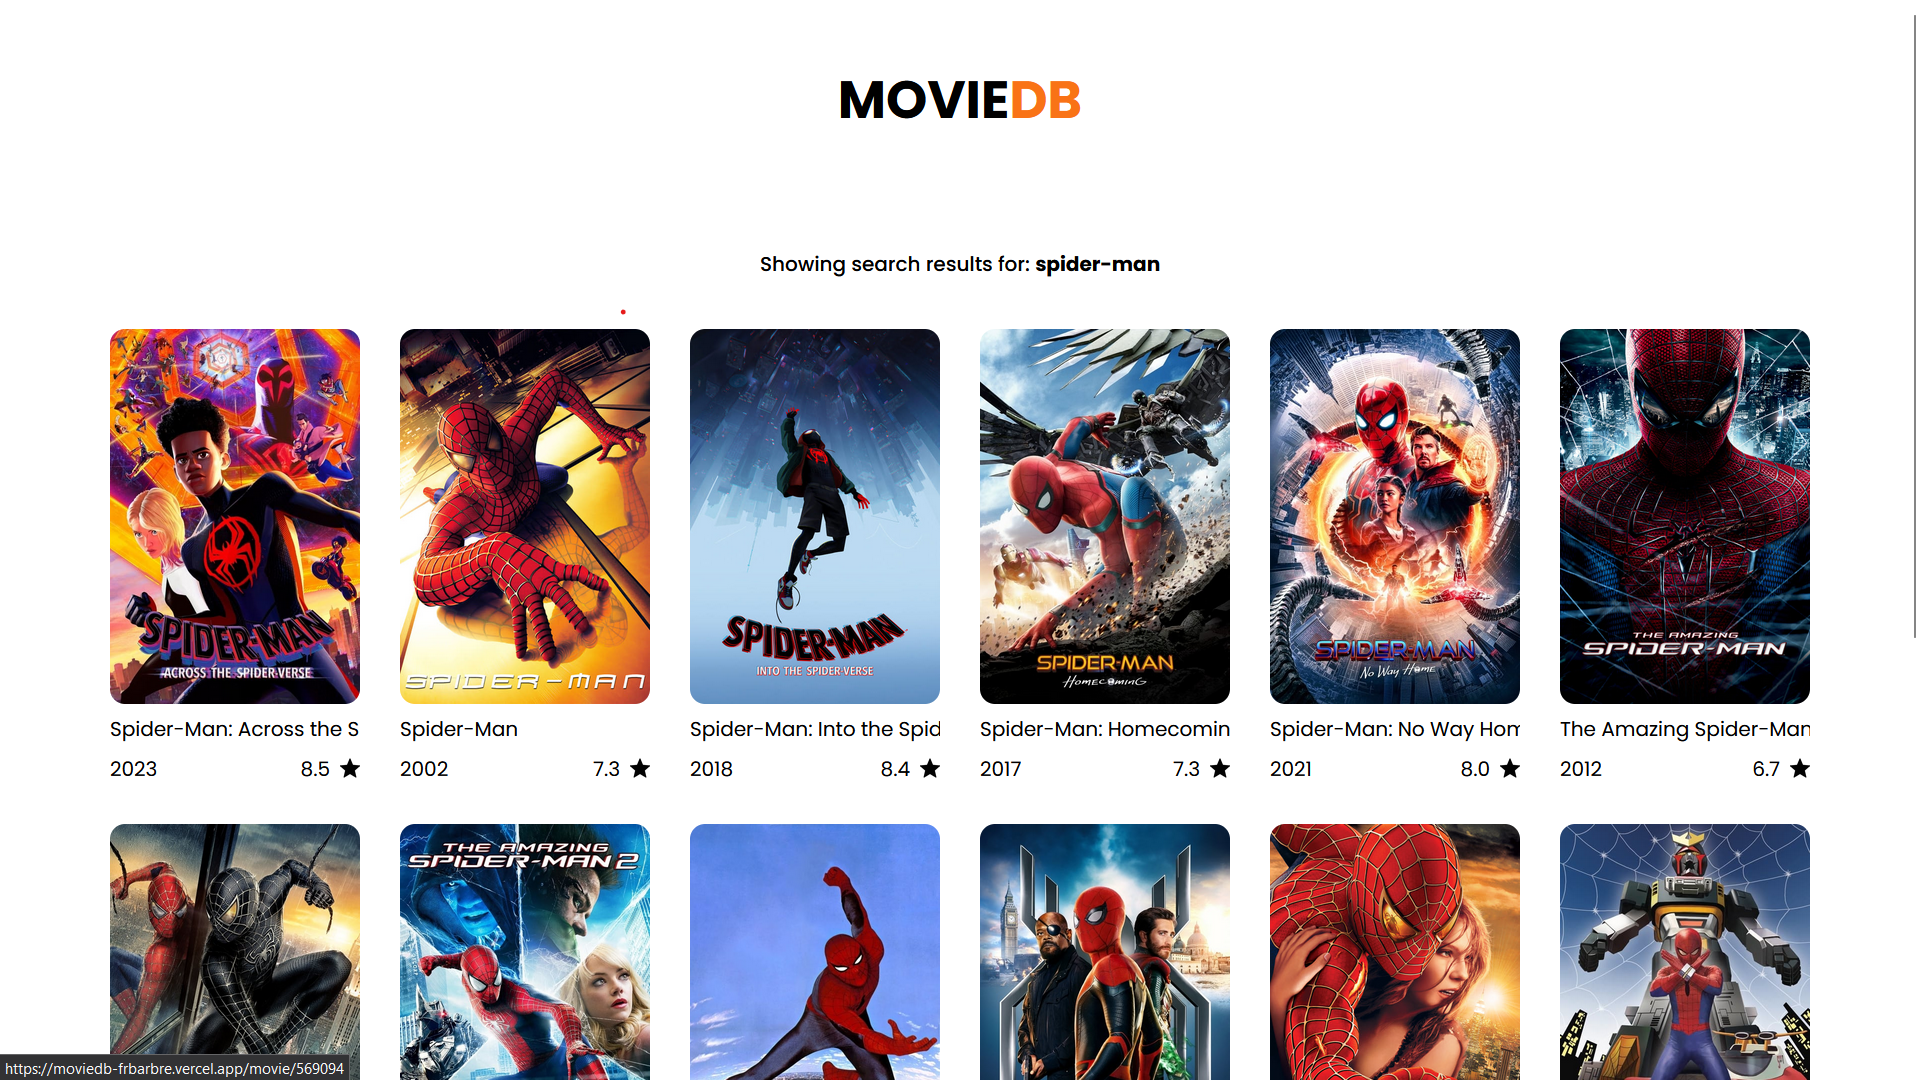 MOVIEDB
Showing search results for: spider-man
SPIDER-MAN
ACROSS THE SPIDER-VERSE
SPIDER-MAN
SPIDER-MAN
INTO THE SPIDER-VERSE
SPIDER-MAN
HOMECOMING
SPIDER-MAN
No Way Home
THE AMAZING
SPIDER-MAN
Spider-Man: Across the S
Spider-Man
Spider-Man: Into the Spid
Spider-Man: Homecomin
Spider-Man: No Way Hom
The Amazing Spider-Man
2023 8.5 ★
2002 7.3 ★
2018 8.4 ★
2017 7.3 ★
2021 8.0 ★
2012 6.7 ★
THE AMAZING
SPIDER-MAN 2
https://moviedb-frbarbre.vercel.app/movie/569094